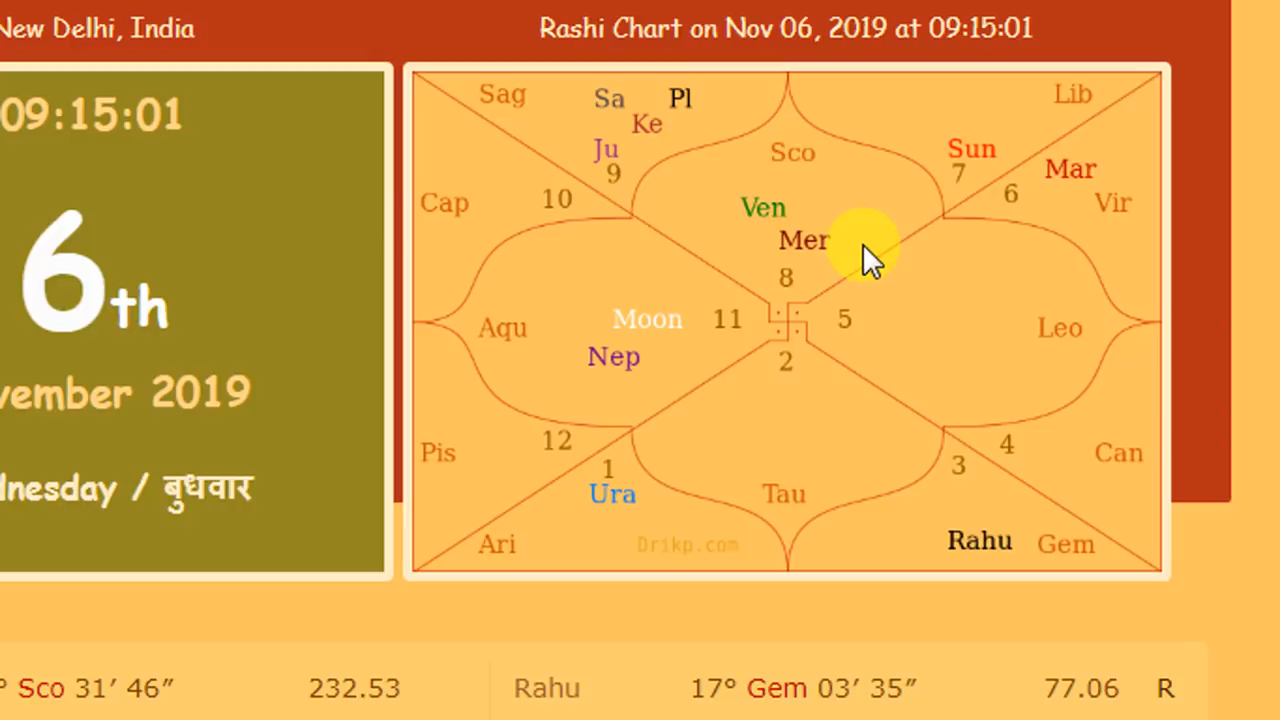 New Delhi, India
Rashi Chart on Nov 06, 2019 at 09:15:01
09:15:01
6th
vember 2019
dnesday / बुधवार
Sag
Sa Pl
Ke
Ju
9
Sco
Lib
Sun
7
Mar
6
Vir
Cap
10
Ven
Mer
8
Aqu
Moon 11
Nep
5
Leo
2
Pis
12
1
Ura
Ari
Tau
Drikp.com
3
4
Can
Rahu Gem
° Sco 31′ 46″ 232.53 Rahu 17° Gem 03′ 35″ 77.06 R